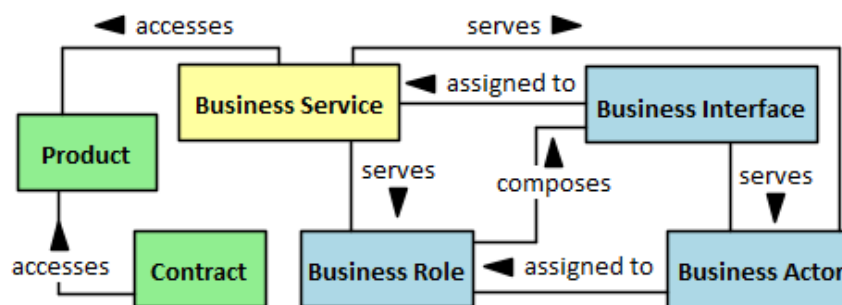 accesses
serves
Business Service
assigned to
Business Interface
Product
serves
composes
serves
accesses
Contract
Business Role
assigned to
Business Actor